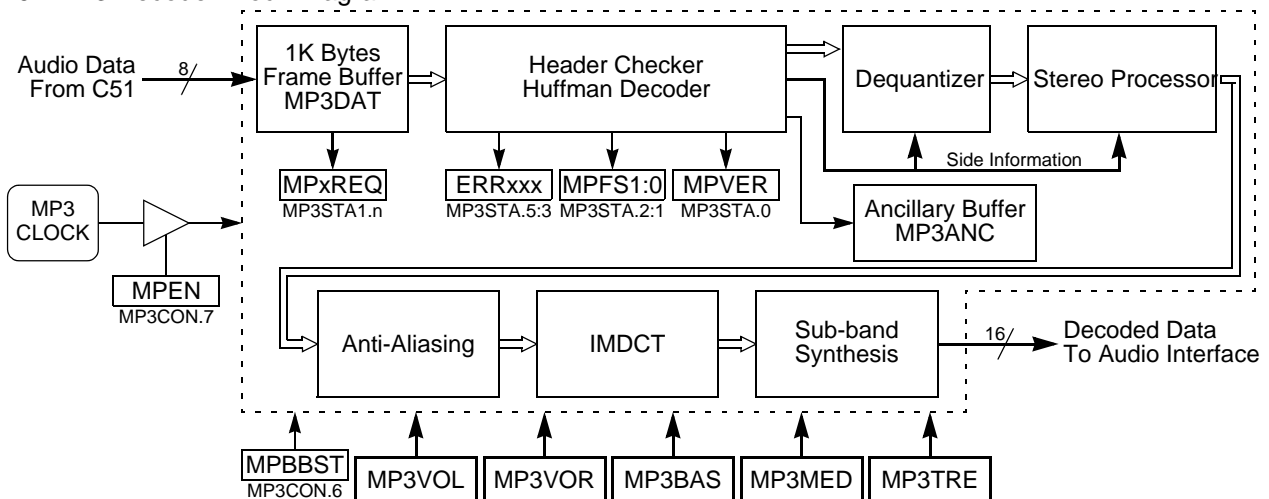 Audio Data
From C51
8
1K Bytes
Frame Buffer
MP3DAT
Header Checker
Huffman Decoder
Dequantizer
Stereo Processor
Side Information
MPxREQ
MP3STA1.n
ERRxxx
MP3STA.5:3
MPFS1:0
MP3STA.2:1
MPVER
MP3STA.0
Ancillary Buffer
MP3ANC
MP3
CLOCK
MPEN
MP3CON.7
Anti-Aliasing
IMDCT
Sub-band
Synthesis
16
Decoded Data
To Audio Interface
MPBBST
MP3CON.6
MP3VOL
MP3VOR
MP3BAS
MP3MED
MP3TRE